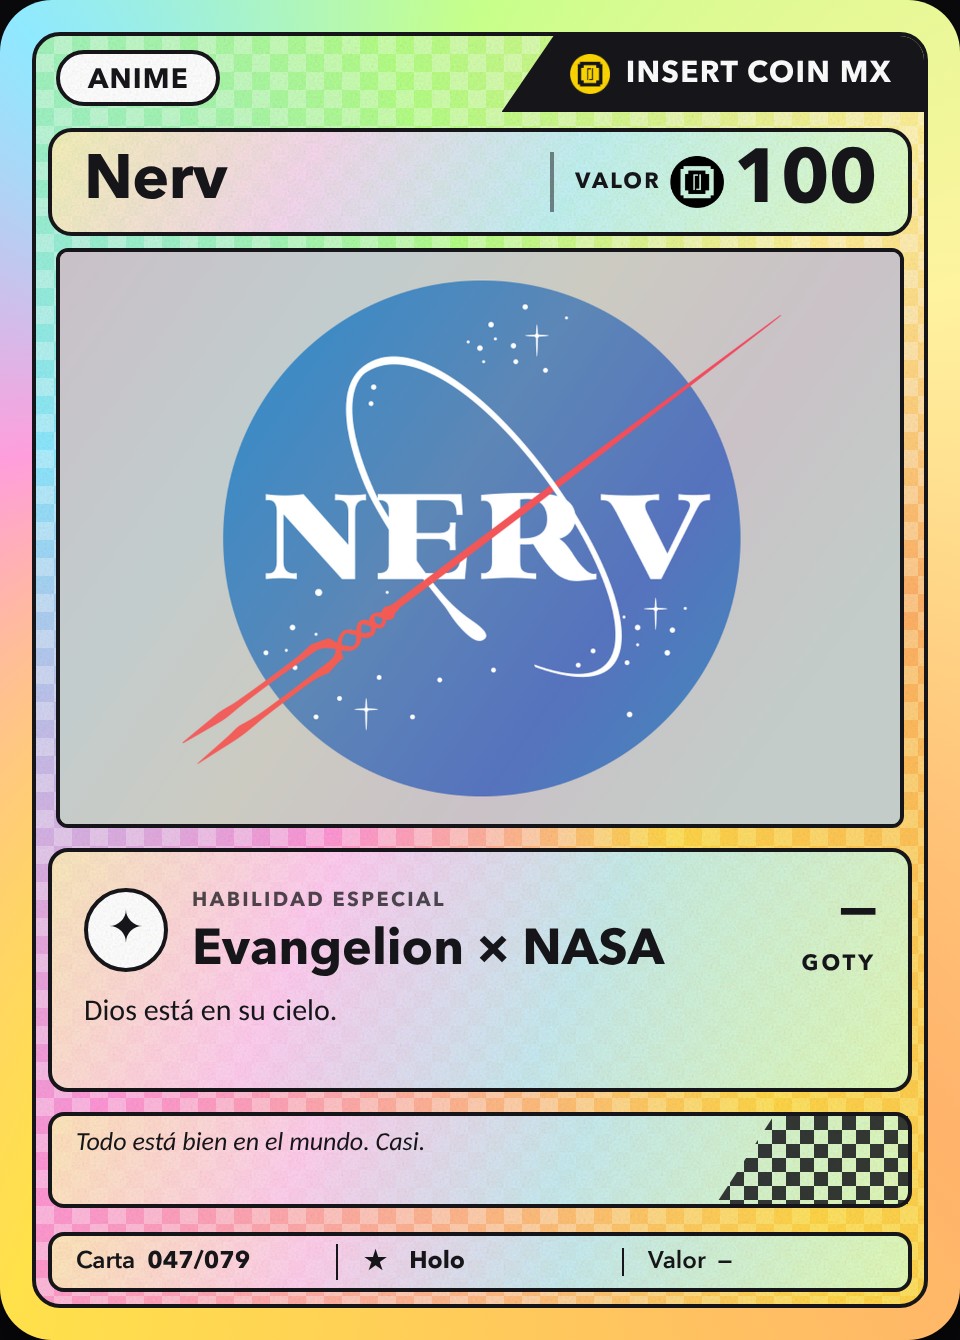 ANIME
INSERT COIN MX
Nerv
VALOR 100
NERV
HABILIDAD ESPECIAL
Evangelion × NASA
–
GOTY
Dios está en su cielo.
Todo está bien en el mundo. Casi.
Carta 047/079 ★ Holo Valor –